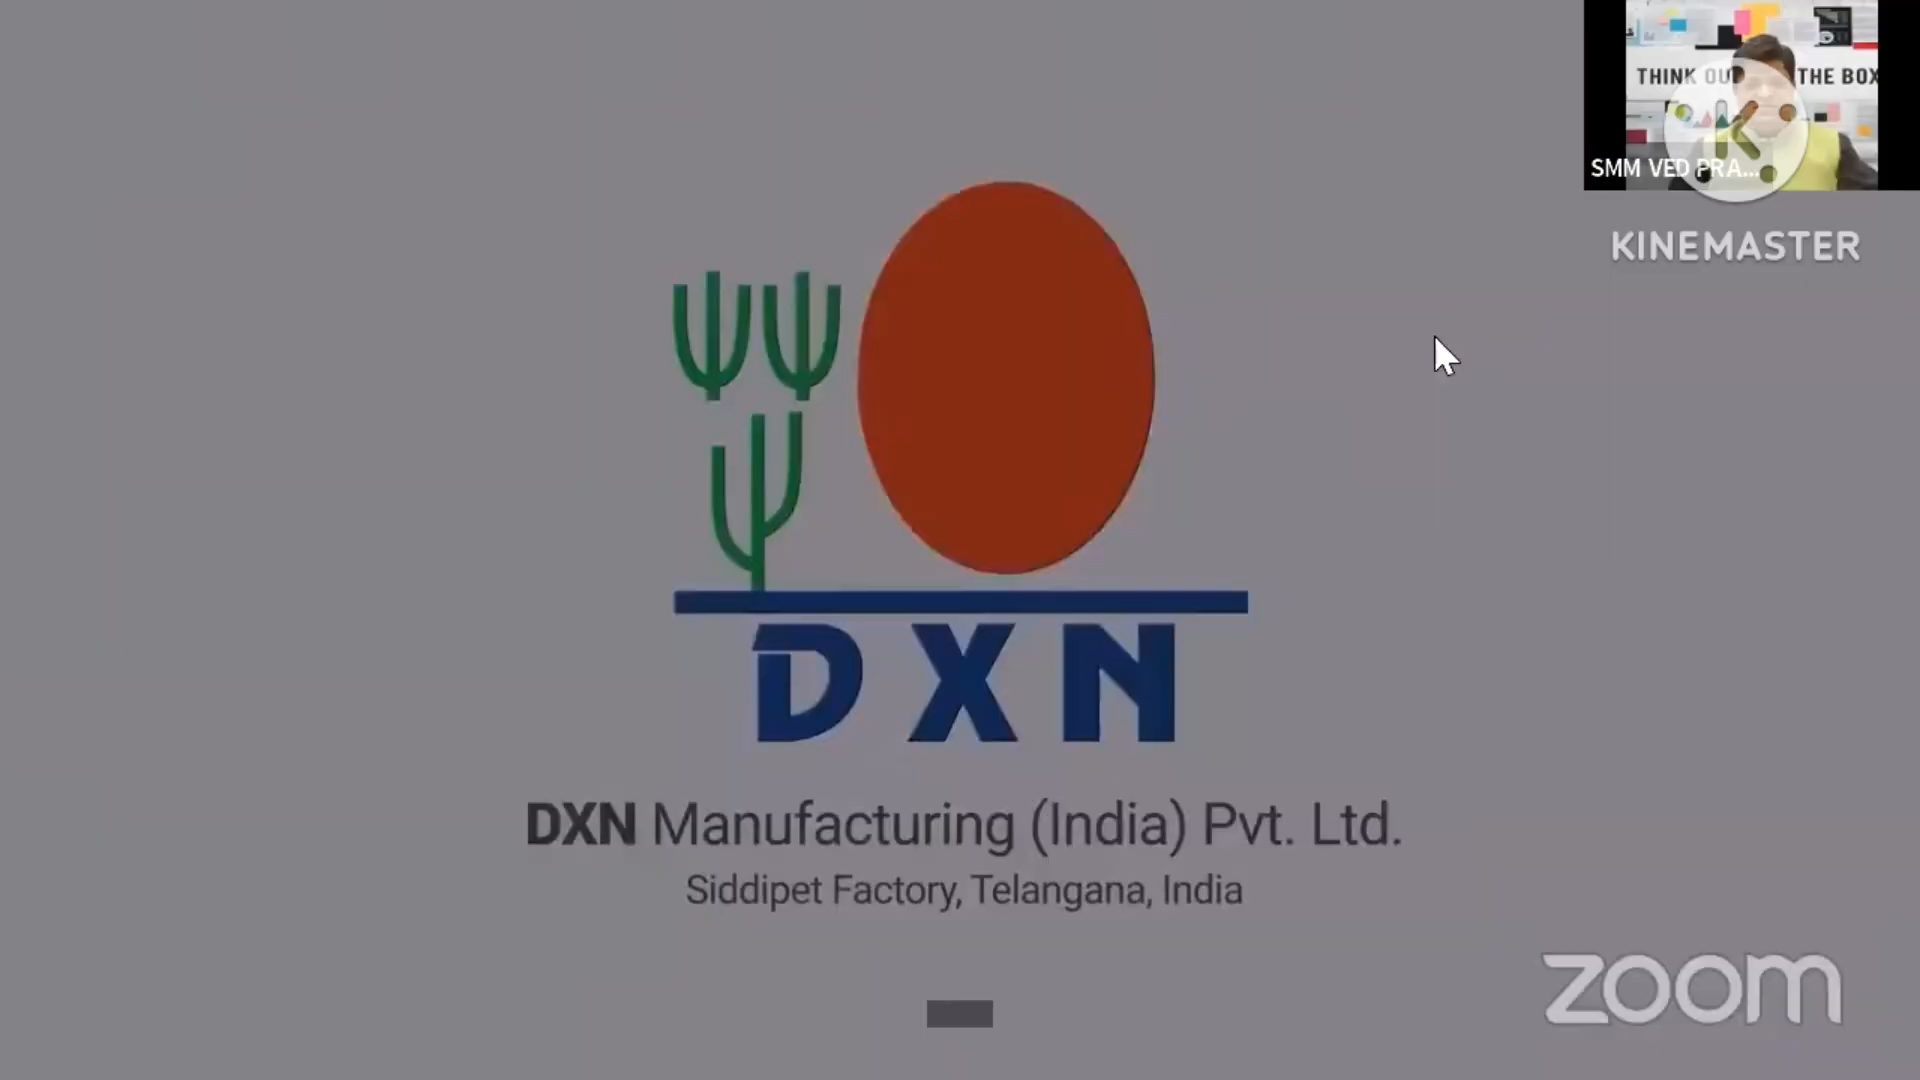 THINK OU THE BOX
SMM VED PRA...
KINEMASTER
DXN
DXN Manufacturing (India) Pvt. Ltd.
Siddipet Factory, Telangana, India
zoom